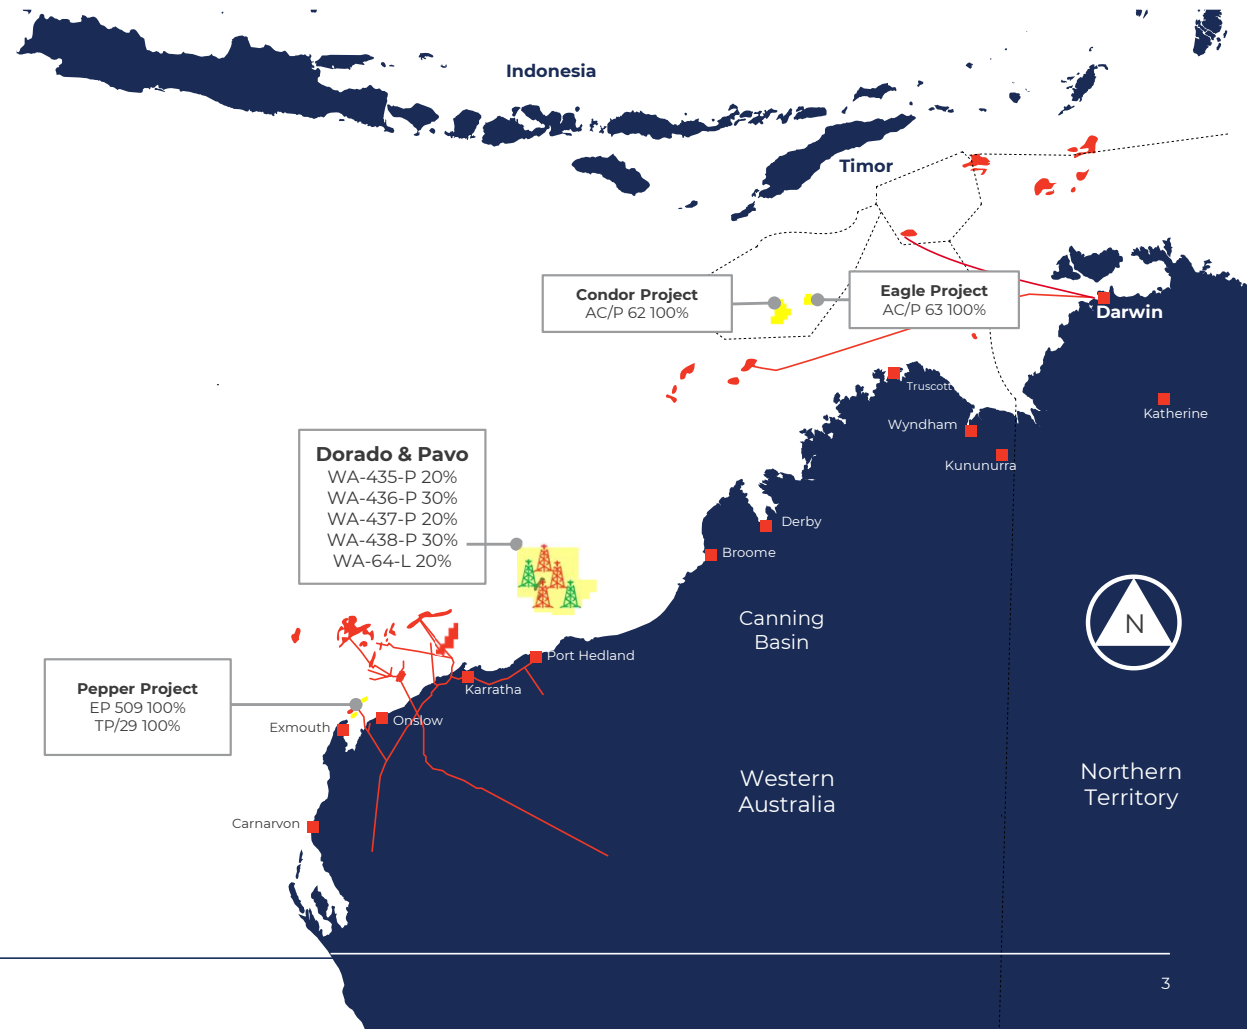 Indonesia
Timor
Condor Project
AC/P 62 100%
Eagle Project
AC/P 63 100%
Darwin
Truscott
Katherine
Wyndham
Kununurra
Dorado & Pavo
WA-435-P 20%
WA-436-P 30%
WA-437-P 20%
WA-438-P 30%
WA-64-L 20%
Derby
Broome
Canning
Basin
N
Port Hedland
Karratha
Pepper Project
EP 509 100%
TP/29 100%
Onslow
Exmouth
Western
Australia
Northern
Territory
Carnarvon
3